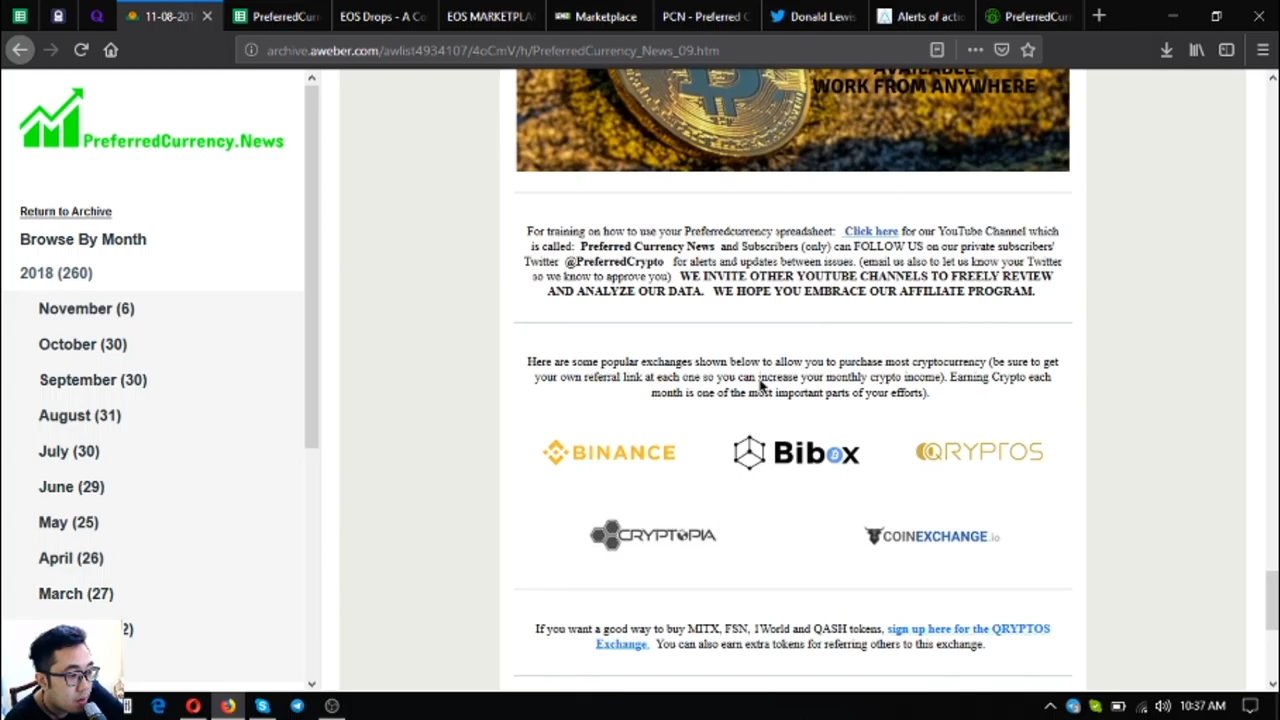 11-08-201
PreferredCurr
EOS Drops - A Co
EOS MARKETPLA
Marketplace
PCN - Preferred C
Donald Lewis
Alerts of actio
PreferredCurr
archive.aweber.com/awlist4934107/4oCmV/h/PreferredCurrency_News_09.htm
PreferredCurrency.News
Return to Archive
Browse By Month
2018 (260)
November (6)
October (30)
September (30)
August (31)
July (30)
June (29)
May (25)
April (26)
March (27)
2)
AVAILABLE
WORK FROM ANYWHERE
For training on how to use your Preferredcurrency spreadsheet: Click here for our YouTube Channel which
is called: Preferred Currency News and Subscribers (only) can FOLLOW US on our private subscribers'
Twitter @PreferredCrypto for alerts and updates between issues. (email us also to let us know your Twitter
so we know to approve you) WE INVITE OTHER YOUTUBE CHANNELS TO FREELY REVIEW
AND ANALYZE OUR DATA. WE HOPE YOU EMBRACE OUR AFFILIATE PROGRAM.
Here are some popular exchanges shown below to allow you to purchase most cryptocurrency (be sure to get
your own referral link at each one so you can increase your monthly crypto income). Earning Crypto each
month is one of the most important parts of your efforts).
BINANCE
Bibox
QRYPTOS
CRYPTOPIA
COINEXCHANGE.io
If you want a good way to buy MITX, FSN, 1World and QASH tokens, sign up here for the QRYPTOS
Exchange. You can also earn extra tokens for referring others to this exchange.
10:37 AM